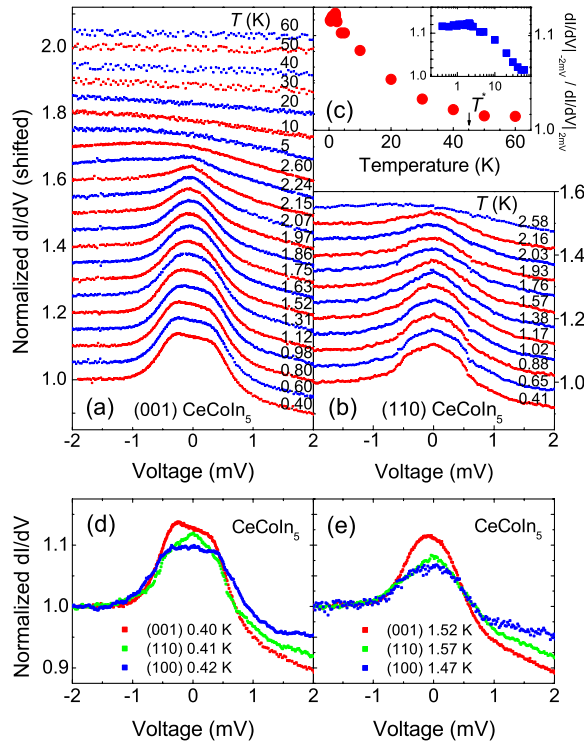 T (K)
60
50
40
30
20
10
5
2.60
2.24
2.15
2.07
1.97
1.86
1.75
1.63
1.52
1.31
1.12
0.98
0.80
0.60
0.40
2.0
1.8
1.6
1.4
1.2
1.0
Normalized dI/dV (shifted)
(a)
(001) CeCoIn5
-2
-1
0
1
2
Voltage (mV)
1.1
1.0
1
10
(c)
T*
1.1
1.0
dI/dV|-2mV / dI/dV|2mV
0
20
40
60
Temperature (K)
T (K)
2.58
2.16
2.03
1.93
1.76
1.57
1.38
1.17
1.02
0.88
0.65
0.41
1.6
1.4
1.2
1.0
(b)
(110) CeCoIn5
-1
0
1
2
Voltage (mV)
(d)
CeCoIn5
1.1
1.0
0.9
Normalized dI/dV
(001) 0.40 K
(110) 0.41 K
(100) 0.42 K
-2
-1
0
1
2
Voltage (mV)
(e)
CeCoIn5
(001) 1.52 K
(110) 1.57 K
(100) 1.47 K
-1
0
1
2
Voltage (mV)